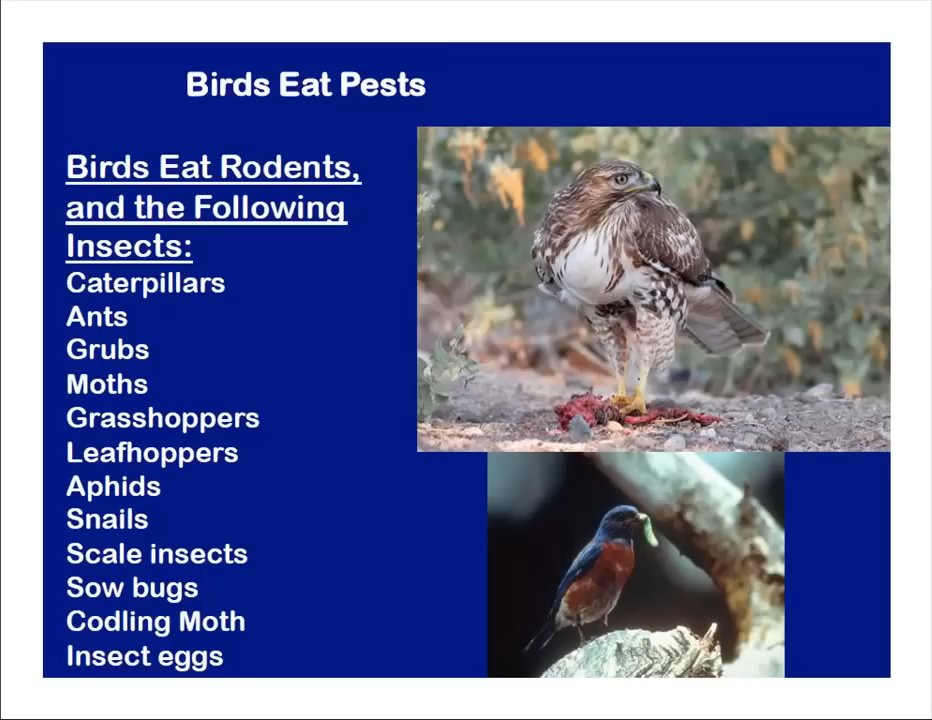 Birds Eat Pests
Birds Eat Rodents,
and the Following
Insects:
Caterpillars
Ants
Grubs
Moths
Grasshoppers
Leafhoppers
Aphids
Snails
Scale insects
Sow bugs
Codling Moth
Insect eggs